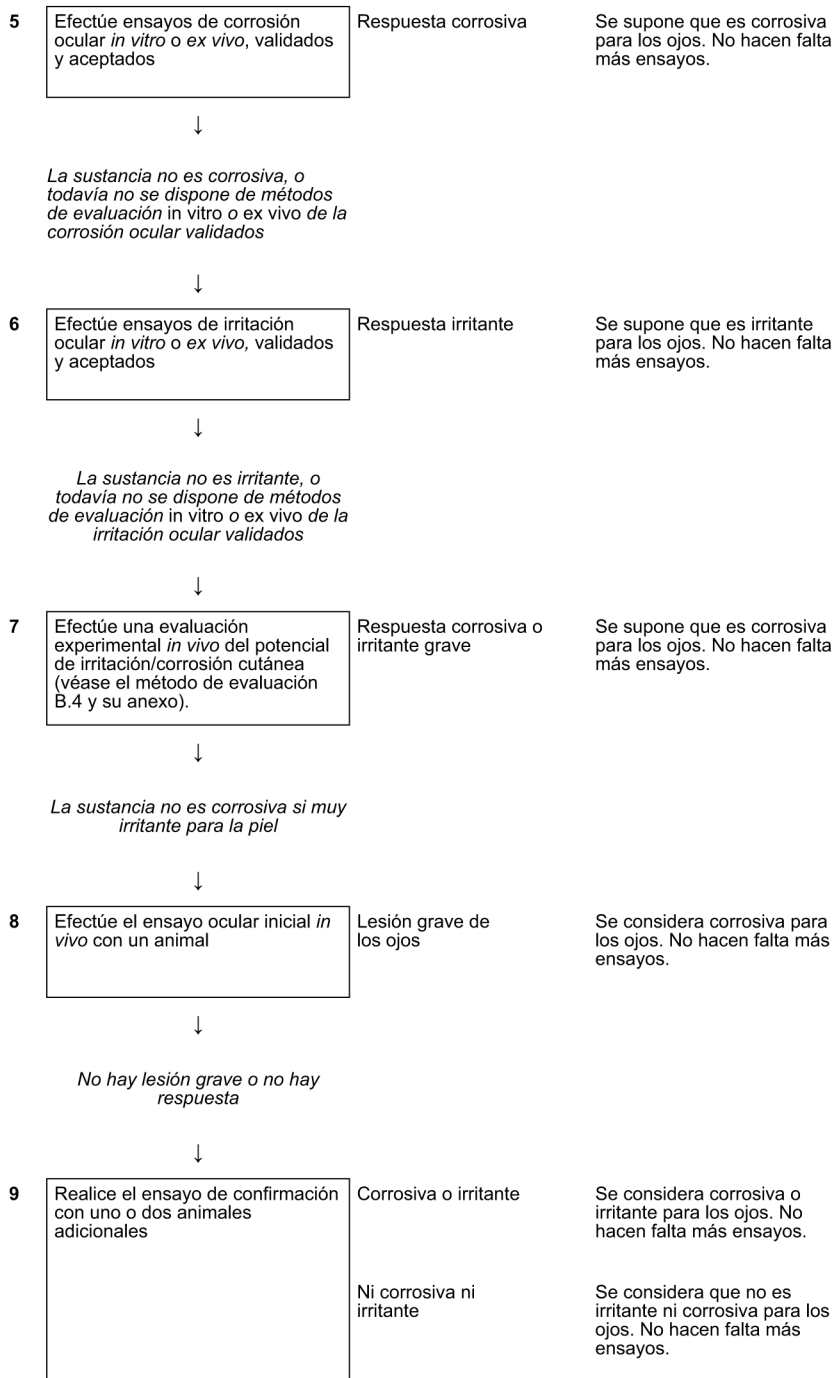 5
Efectúe ensayos de corrosión
ocular in vitro o ex vivo, validados
y aceptados
Respuesta corrosiva
Se supone que es corrosiva
para los ojos. No hacen falta
más ensayos.
↓
La sustancia no es corrosiva, o
todavía no se dispone de métodos
de evaluación in vitro o ex vivo de la
corrosión ocular validados
↓
6
Efectúe ensayos de irritación
ocular in vitro o ex vivo, validados
y aceptados
Respuesta irritante
Se supone que es irritante
para los ojos. No hacen falta
más ensayos.
↓
La sustancia no es irritante, o
todavía no se dispone de métodos
de evaluación in vitro o ex vivo de la
irritación ocular validados
↓
7
Efectúe una evaluación
experimental in vivo del potencial
de irritación/corrosión cutánea
(véase el método de evaluación
B.4 y su anexo).
Respuesta corrosiva o
irritante grave
Se supone que es corrosiva
para los ojos. No hacen falta
más ensayos.
↓
La sustancia no es corrosiva si muy
irritante para la piel
↓
8
Efectúe el ensayo ocular inicial in
vivo con un animal
Lesión grave de
los ojos
Se considera corrosiva para
los ojos. No hacen falta más
ensayos.
↓
No hay lesión grave o no hay
respuesta
↓
9
Realice el ensayo de confirmación
con uno o dos animales
adicionales
Corrosiva o irritante
Se considera corrosiva o
irritante para los ojos. No
hacen falta más ensayos.
Ni corrosiva ni
irritante
Se considera que no es
irritante ni corrosiva para los
ojos. No hacen falta más
ensayos.